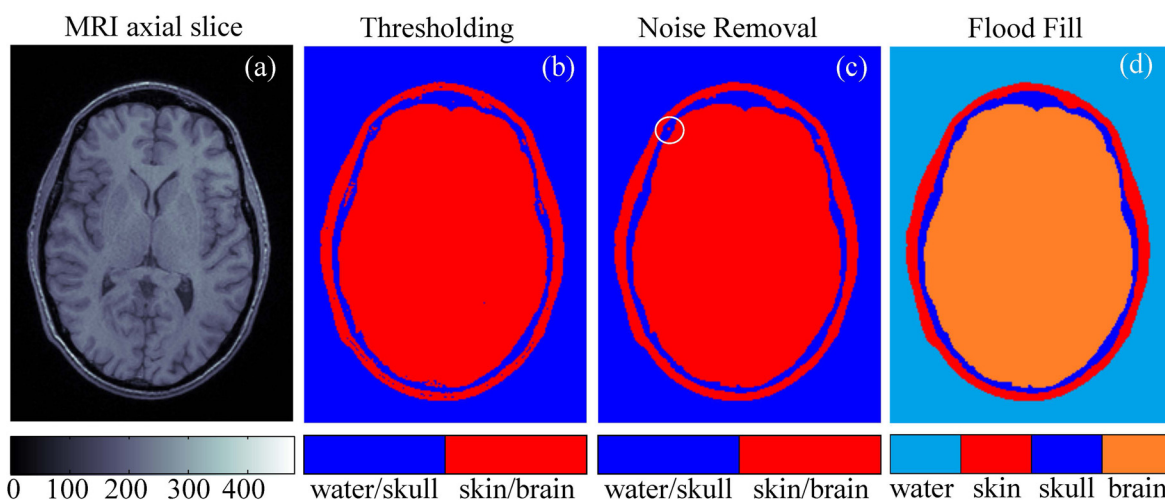 MRI axial slice Thresholding Noise Removal Flood Fill
(a) (b) (c) (d)
0 100 200 300 400 water/skull skin/brain water/skull skin/brain water skin skull brain